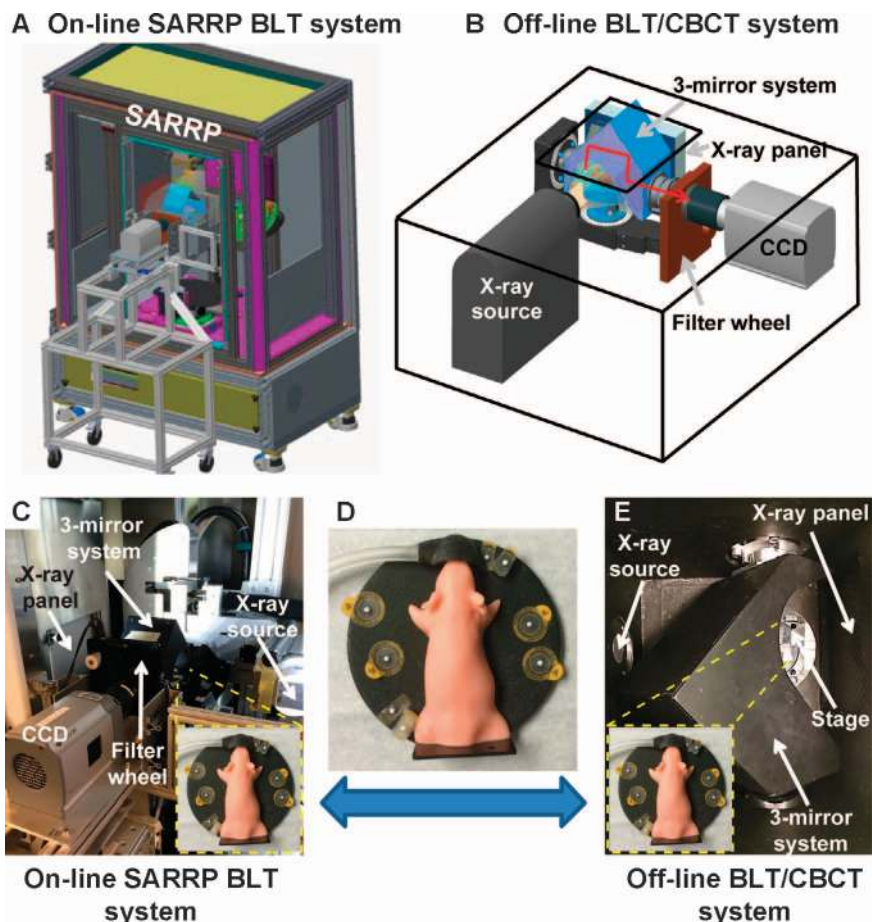 A On-line SARRP BLT system
B Off-line BLT/CBCT system
SARRP
3-mirror system
X-ray panel
CCD
X-ray
source
Filter wheel
C
3-mirror
system
X-ray
panel
X-ray
source
CCD
Filter
wheel
On-line SARRP BLT
system
D
E
X-ray panel
X-ray
source
Stage
3-mirror
system
Off-line BLT/CBCT
system